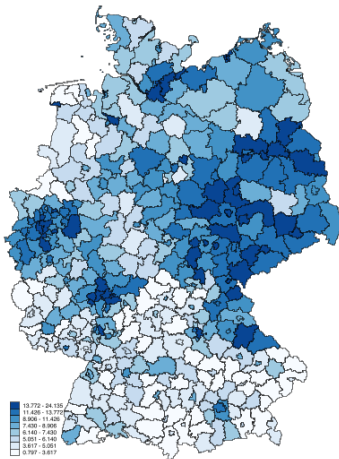 13.772 - 24.135
11.426 - 13.772
8.906 - 11.426
7.430 - 8.906
6.140 - 7.430
5.051 - 6.140
3.617 - 5.051
0.797 - 3.617